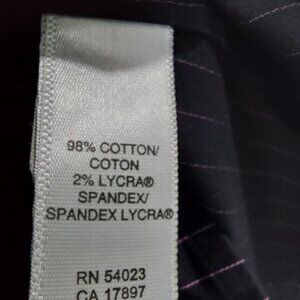 98% COTTON/
COTON
2% LYCRA®
SPANDEX/
SPANDEX LYCRA®
RN 54023
CA 17897